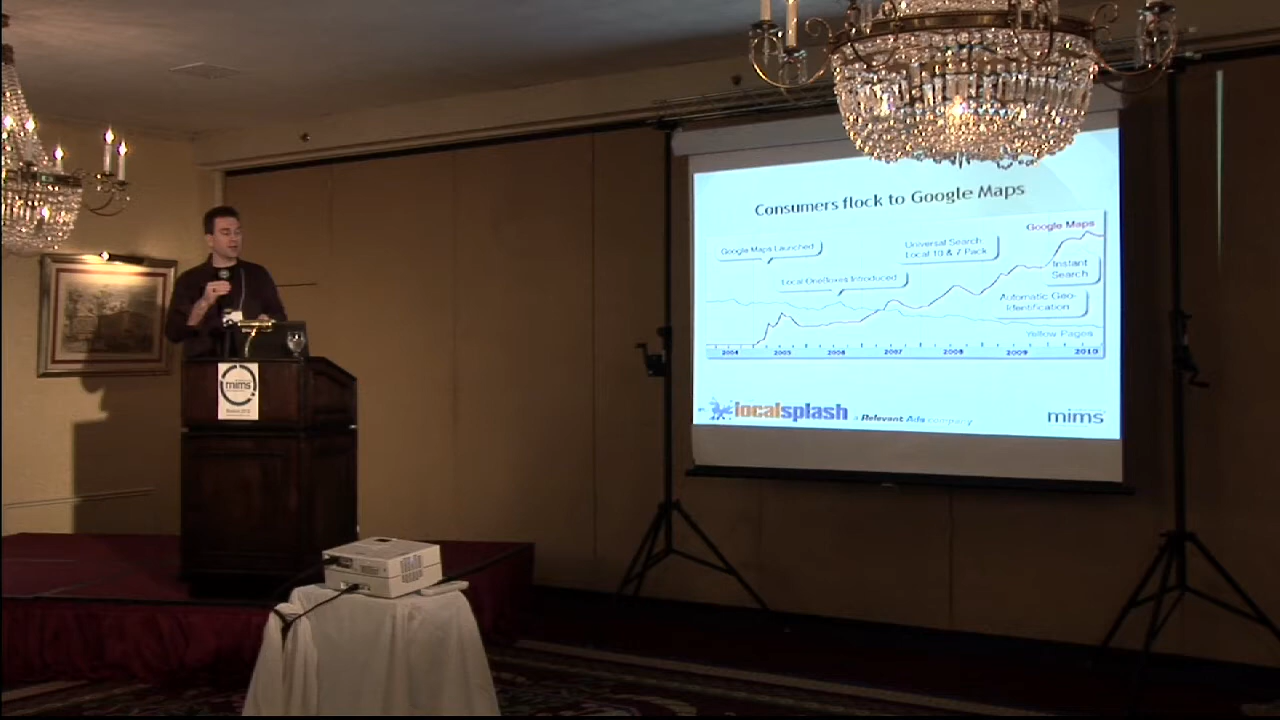 Consumers flock to Google Maps
Google Maps
Google Maps Launched
Universal Search:
Local 10 & 7 Pack
Instant
Search
Local OneBoxes Introduced
Automatic Geo-
Identification
Yellow Pages
2004 2005 2006 2007 2008 2009 2010
localsplash
a Relevant Ads company
mims
mims